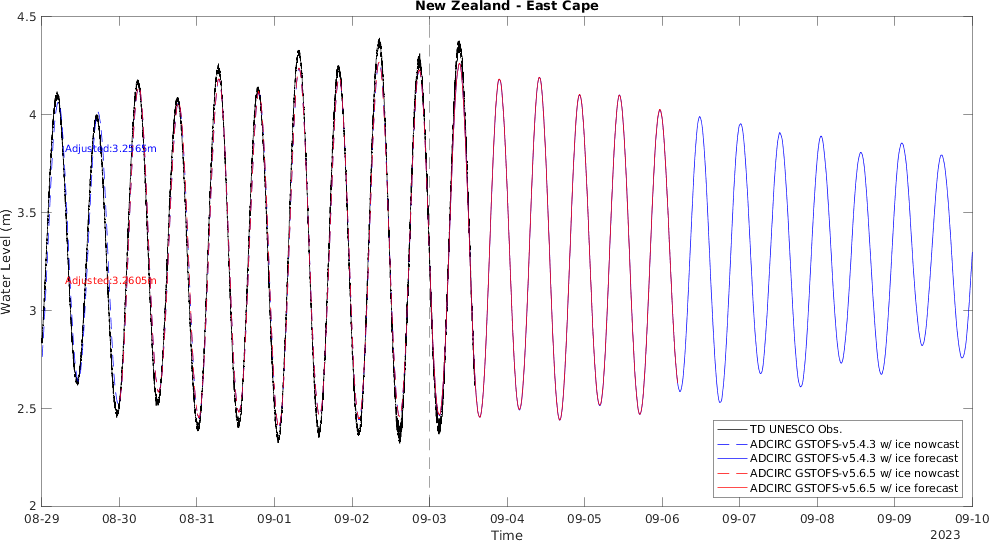 New Zealand - East Cape
4.5
4
3.5
3
2.5
2
Water Level (m)
Adjusted:3.2565m
Adjusted:3.2605m
TD UNESCO Obs.
ADCIRC GSTOFS-v5.4.3 w/ ice nowcast
ADCIRC GSTOFS-v5.4.3 w/ ice forecast
ADCIRC GSTOFS-v5.6.5 w/ ice nowcast
ADCIRC GSTOFS-v5.6.5 w/ ice forecast
08-29 08-30 08-31 09-01 09-02 09-03 09-04 09-05 09-06 09-07 09-08 09-09 09-10
Time
2023